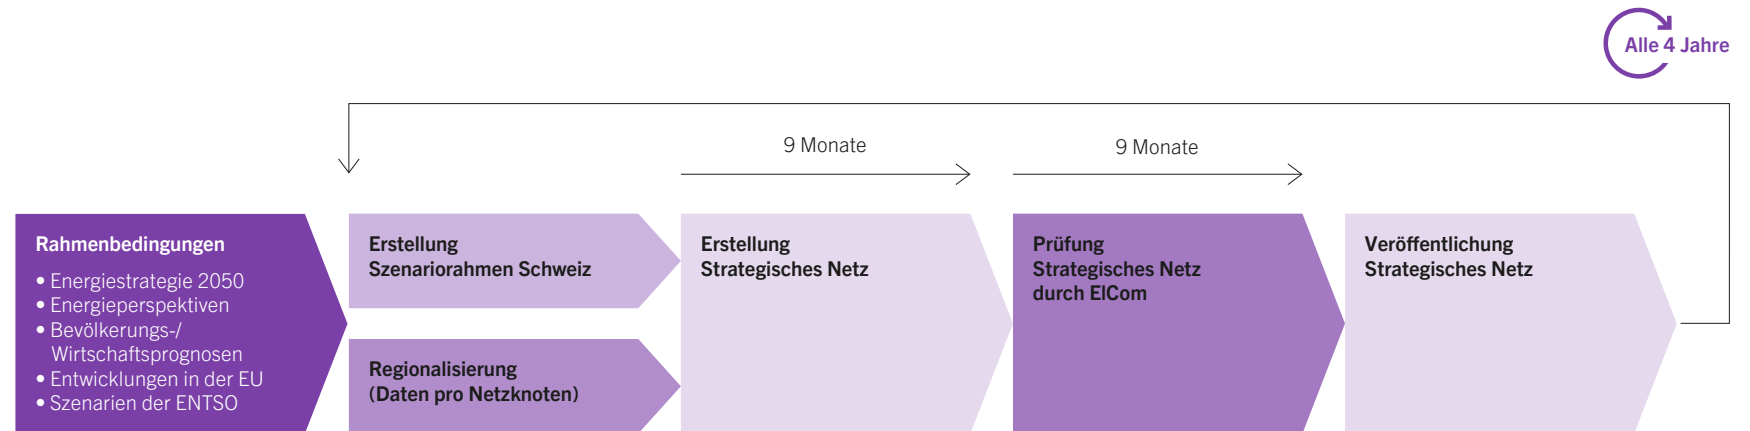 Alle 4 Jahre
9 Monate
9 Monate
Rahmenbedingungen
• Energiestrategie 2050
• Energieperspektiven
• Bevölkerungs-/
Wirtschaftsprognosen
• Entwicklungen in der EU
• Szenarien der ENTSO
Erstellung
Szenariorahmen Schweiz
Regionalisierung
(Daten pro Netzknoten)
Erstellung
Strategisches Netz
Prüfung
Strategisches Netz
durch ElCom
Veröffentlichung
Strategisches Netz